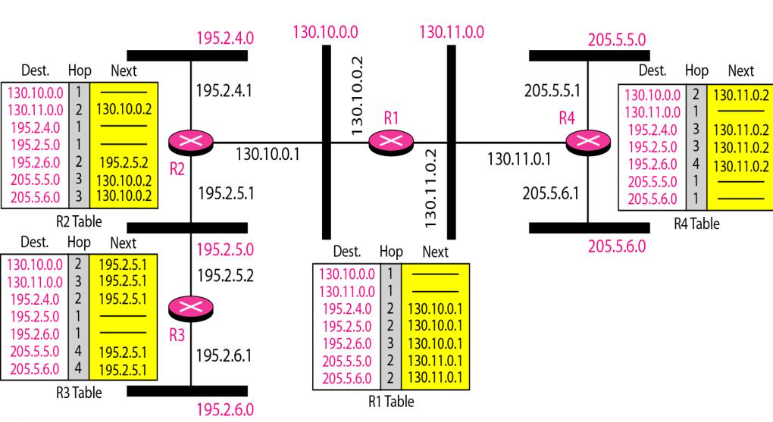 195.2.4.0
130.10.0.0
130.11.0.0
205.5.5.0
Dest. Hop Next
130.10.0.0 1
130.11.0.0 2 130.10.0.2
195.2.4.0 1
195.2.5.0 1
195.2.6.0 2 195.2.5.2
205.5.5.0 3 130.10.0.2
205.5.6.0 3 130.10.0.2
R2 Table
195.2.4.1
R2
130.10.0.1
195.2.5.1
130.10.0.2
R1
130.11.0.2
130.11.0.1
205.5.5.1
R4
205.5.6.1
205.5.6.0
Dest. Hop Next
130.10.0.0 2 130.11.0.2
130.11.0.0 1
195.2.4.0 3 130.11.0.2
195.2.5.0 3 130.11.0.2
195.2.6.0 4 130.11.0.2
205.5.5.0 1
205.5.6.0 1
R4 Table
Dest. Hop Next
130.10.0.0 2 195.2.5.1
130.11.0.0 3 195.2.5.1
195.2.4.0 2 195.2.5.1
195.2.5.0 1
195.2.6.0 1
205.5.5.0 4 195.2.5.1
205.5.6.0 4 195.2.5.1
R3 Table
195.2.5.0
195.2.5.2
R3
195.2.6.1
195.2.6.0
Dest. Hop Next
130.10.0.0 1
130.11.0.0 1
195.2.4.0 2 130.10.0.1
195.2.5.0 2 130.10.0.1
195.2.6.0 3 130.10.0.1
205.5.5.0 2 130.11.0.1
205.5.6.0 2 130.11.0.1
R1 Table